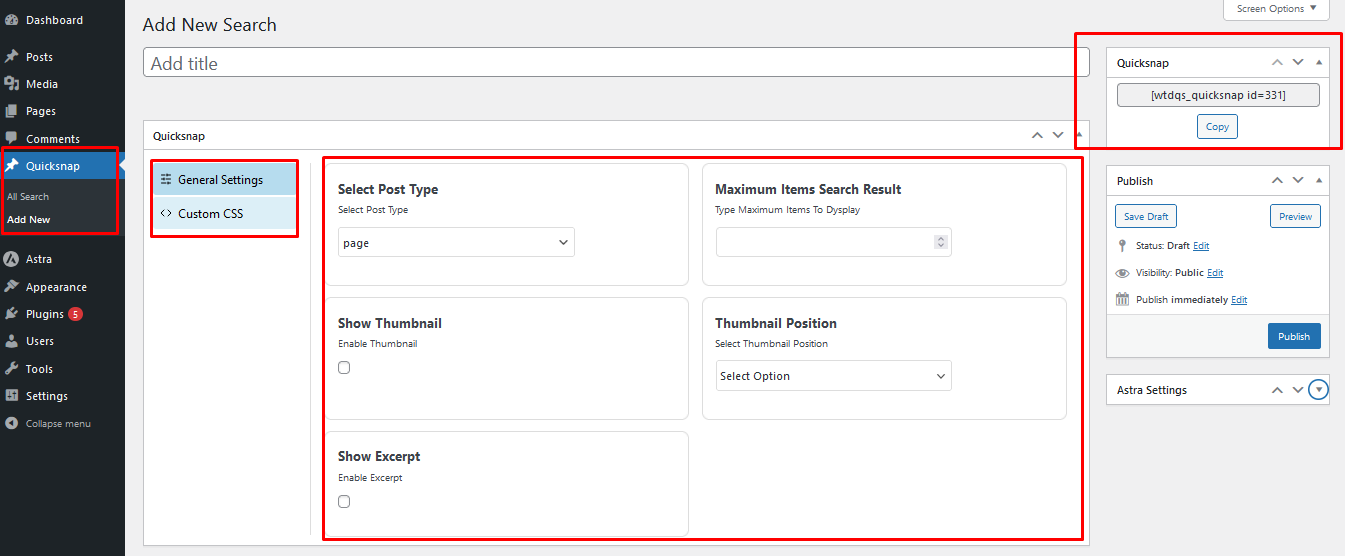 Dashboard
Posts
Media
Pages
Comments
Quicksnap
All Search
Add New
Astra
Appearance
Plugins 5
Users
Tools
Settings
Collapse menu
Screen Options
Add New Search
Add title
Quicksnap
General Settings
Custom CSS
Select Post Type
Select Post Type
page
Maximum Items Search Result
Type Maximum Items To Dysplay
Show Thumbnail
Enable Thumbnail
Thumbnail Position
Select Thumbnail Position
Select Option
Show Excerpt
Enable Excerpt
Quicksnap
[wtdqs_quicksnap id=331]
Copy
Publish
Save Draft Preview
Status: Draft Edit
Visibility: Public Edit
Publish immediately Edit
Publish
Astra Settings